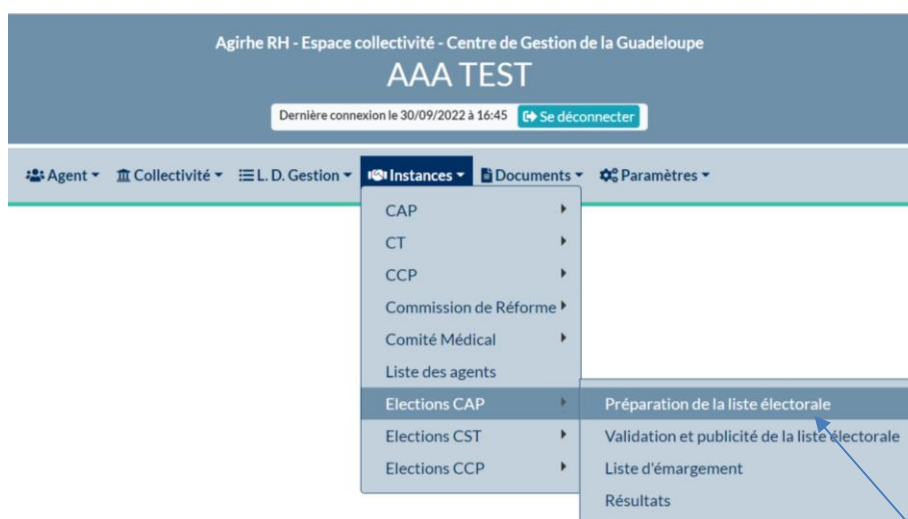 Agirhe RH - Espace collectivité - Centre de Gestion de la Guadeloupe
AAA TEST
Dernière connexion le 30/09/2022 à 16:45 Se déconnecter
Agent Collectivité L. D. Gestion Instances Documents Paramètres
CAP
CT
CCP
Commission de Réforme
Comité Médical
Liste des agents
Elections CAP
Elections CST
Elections CCP
Préparation de la liste électorale
Validation et publicité de la liste électorale
Liste d'émargement
Résultats